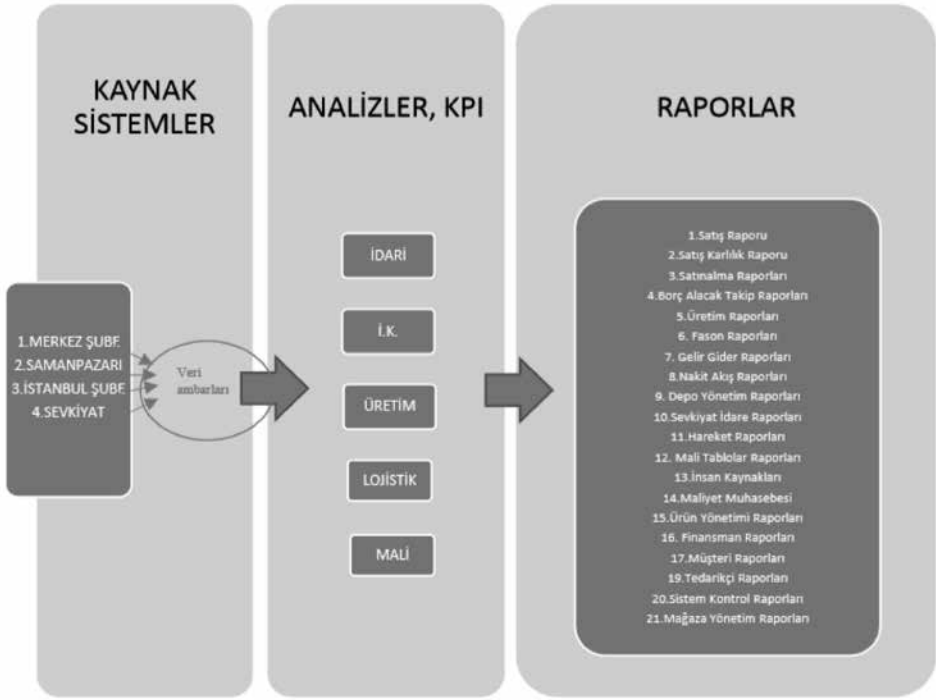 KAYNAK
SİSTEMLER
1.MERKEZ ŞUBE
2.SAMANPAZARI
3.İSTANBUL ŞUBE
4.SEVKİYAT
Veri
ambarları
ANALİZLER, KPI
İDARİ
İ.K.
ÜRETİM
LOJİSTİK
MALİ
RAPORLAR
1.Satış Raporu
2.Satış Karlılık Raporu
3.Satınalma Raporları
4.Borç Alacak Takip Raporları
5.Üretim Raporları
6. Fason Raporları
7. Gelir Gider Raporları
8.Nakit Akış Raporları
9. Depo Yönetim Raporları
10.Sevkiyat İdare Raporları
11.Hareket Raporları
12. Mali Tablolar Raporları
13.İnsan Kaynakları
14.Maliyet Muhasebesi
15.Ürün Yönetimi Raporları
16. Finansman Raporları
17.Müşteri Raporları
19.Tedarikçi Raporları
20.Sistem Kontrol Raporları
21.Mağaza Yönetim Raporları